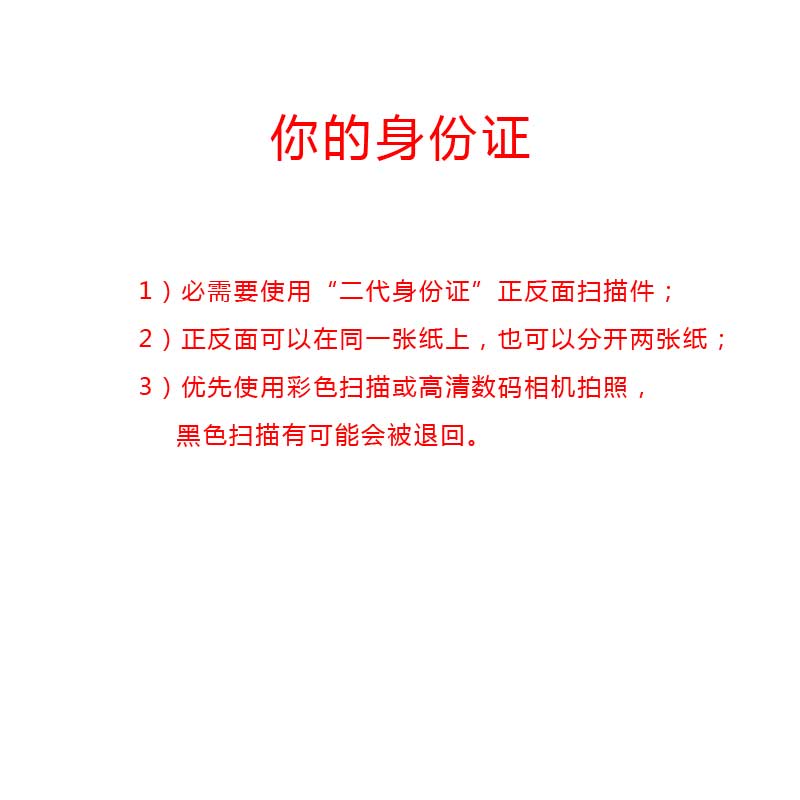 你的身份证
1）必需要使用“二代身份证”正反面扫描件；
2）正反面可以在同一张纸上，也可以分开两张纸；
3）优先使用彩色扫描或高清数码相机拍照，
黑色扫描有可能会被退回。